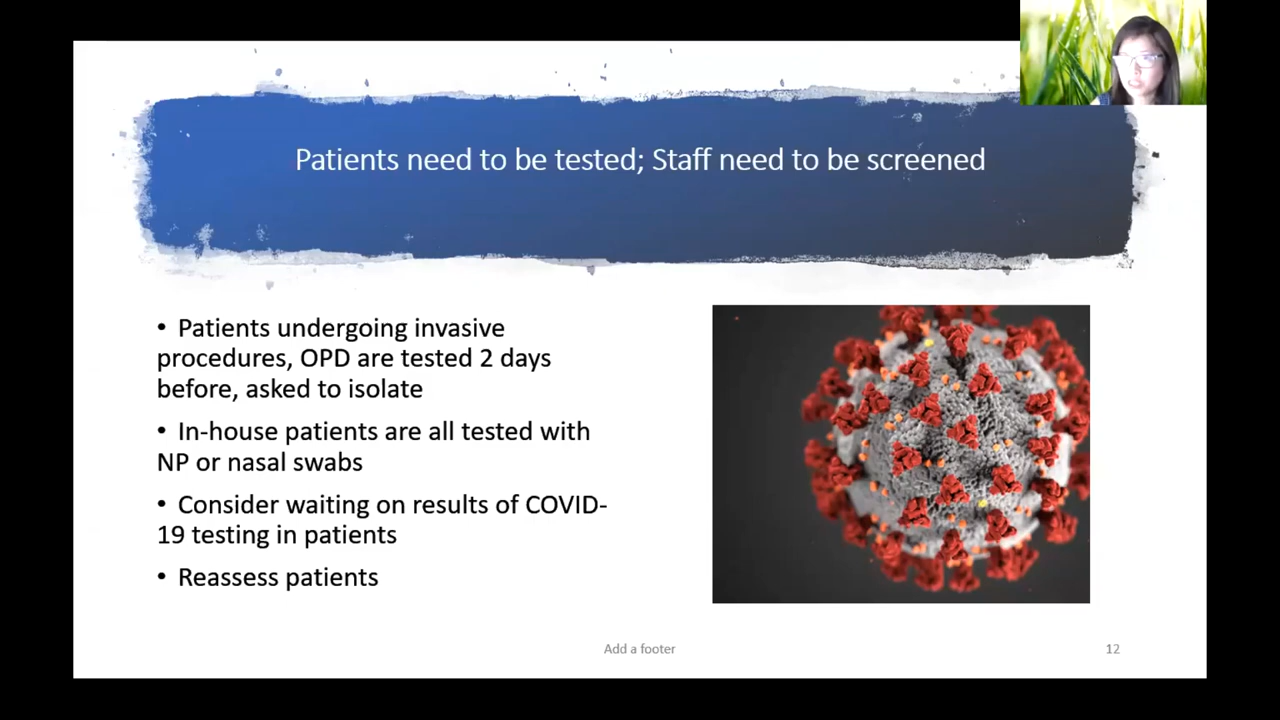 Patients need to be tested; Staff need to be screened
• Patients undergoing invasive
procedures, OPD are tested 2 days
before, asked to isolate
• In-house patients are all tested with
NP or nasal swabs
• Consider waiting on results of COVID-
19 testing in patients
• Reassess patients
Add a footer
12